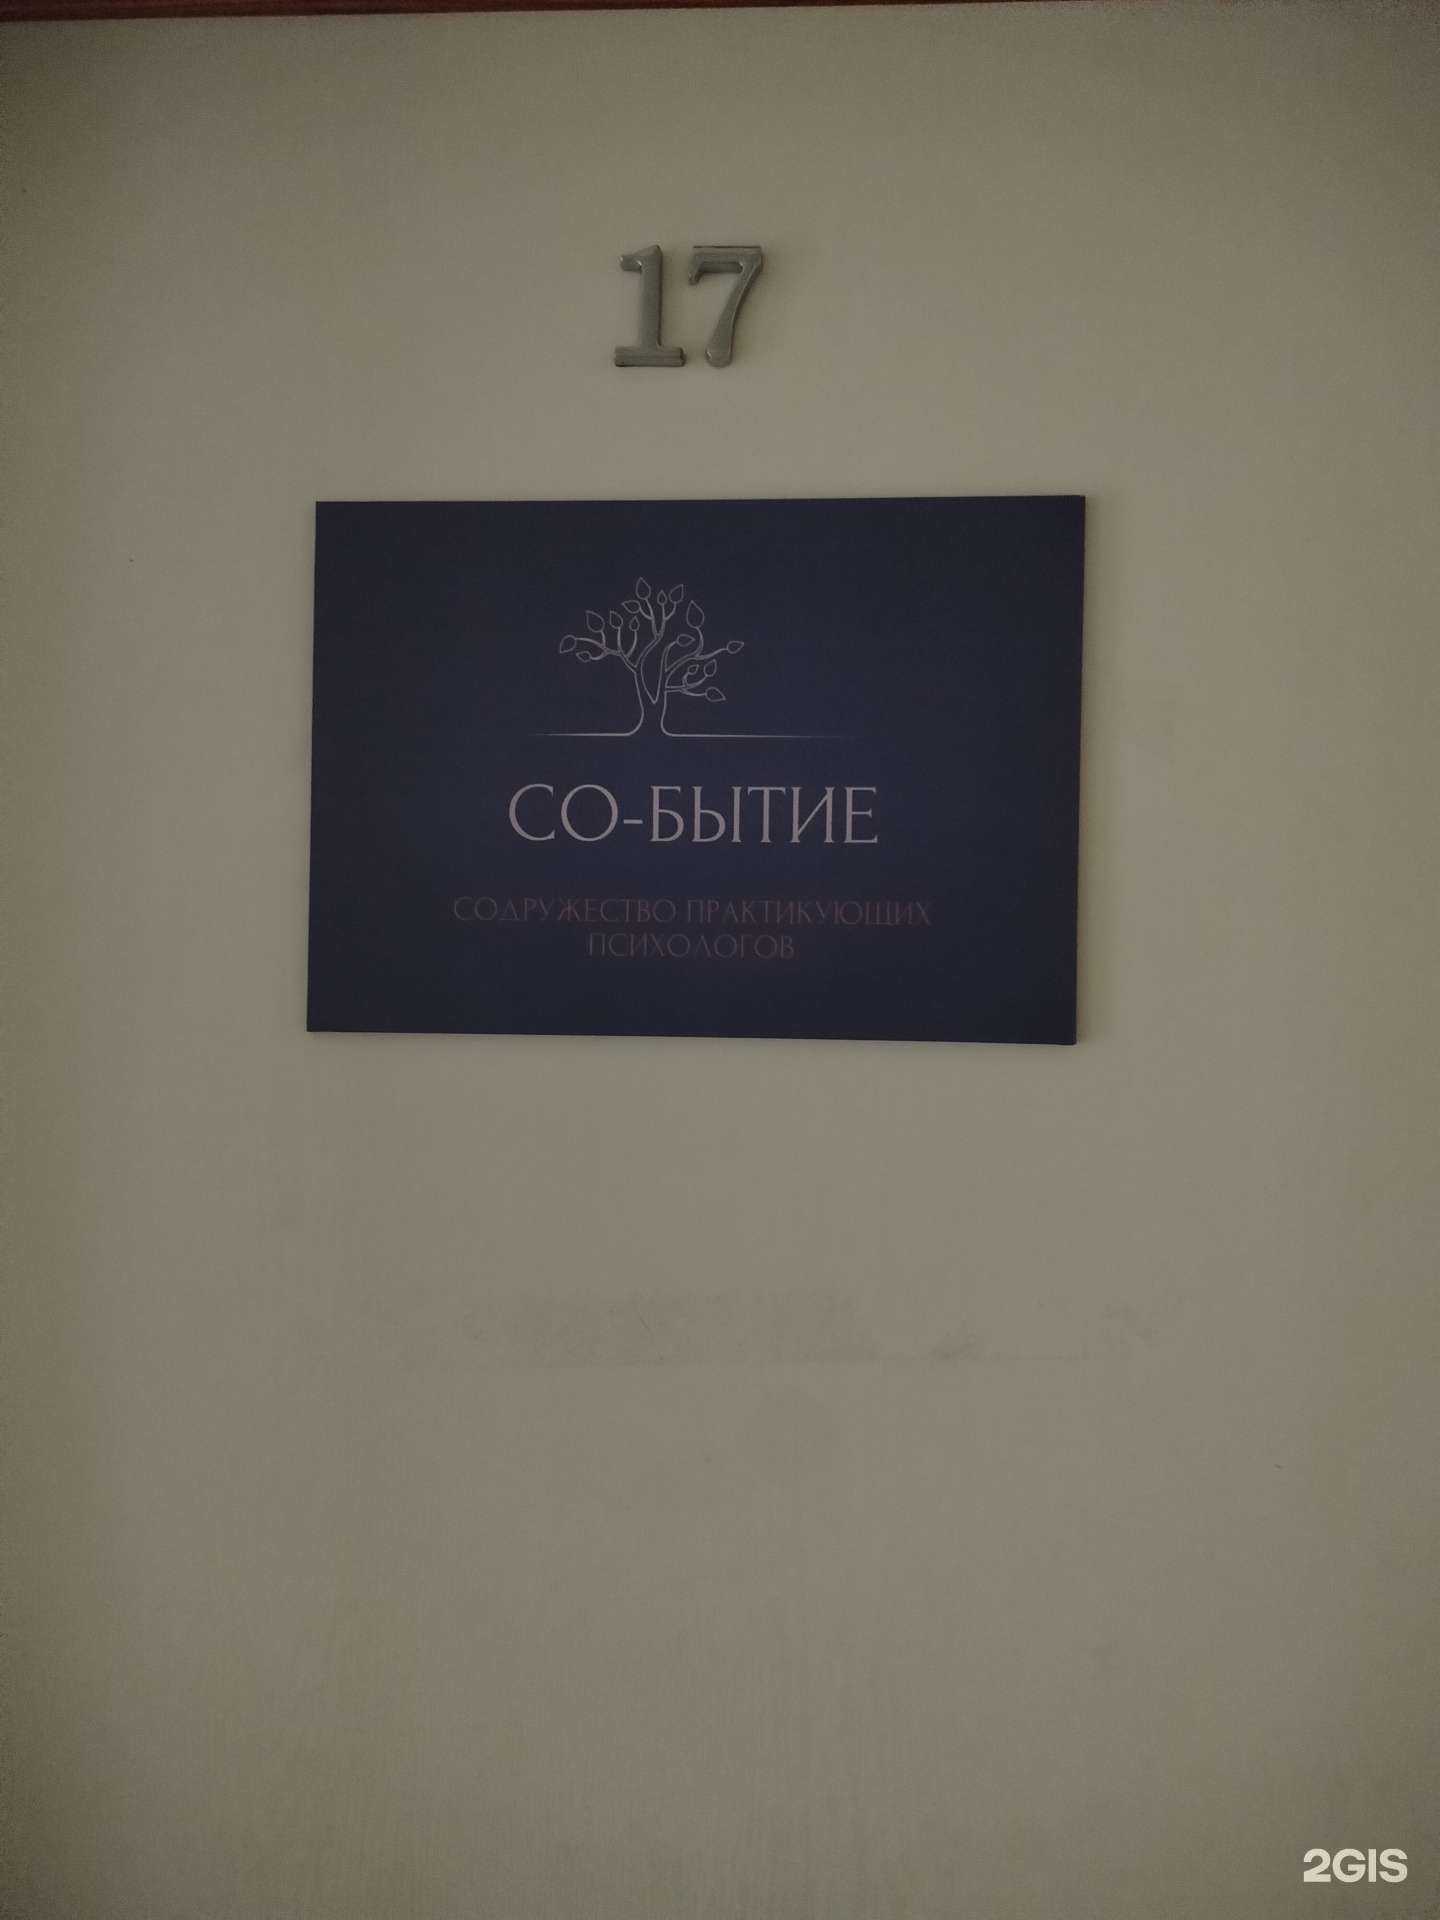 17
СО-БЫТИЕ
СОДРУЖЕСТВО ПРАКТИКУЮЩИХ
ПСИХОЛОГОВ
2GIS